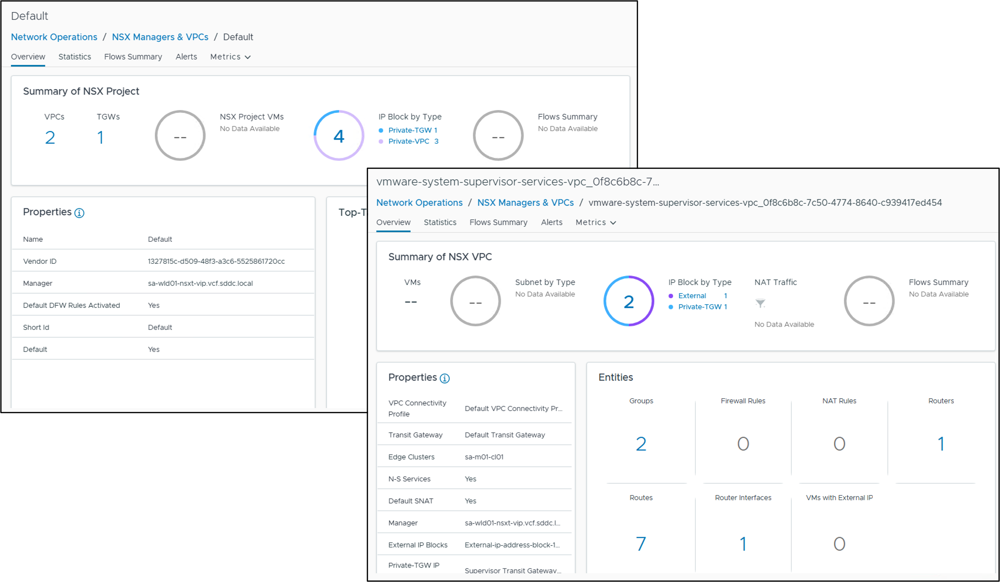 Default
Network Operations / NSX Managers & VPCs / Default
Overview Statistics Flows Summary Alerts Metrics
Summary of NSX Project
VPCs
2
TGWs
1
--
NSX Project VMs
No Data Available
4
IP Block by Type
Private-TGW 1
Private-VPC 3
--
Flows Summary
No Data Available
Properties
Name Default
Vendor ID 1327815c-d509-48f3-a3c6-5525861720cc
Manager sa-wld01-nsxt-vip.vcf.sddc.local
Default DFW Rules Activated Yes
Short Id Default
Default Yes
Top-T
vmware-system-supervisor-services-vpc_0f8c6b8c-7...
Network Operations / NSX Managers & VPCs / vmware-system-supervisor-services-vpc_0f8c6b8c-7c50-4774-8640-c939417ed454
Overview Statistics Flows Summary Alerts Metrics
Summary of NSX VPC
VMs
--
--
Subnet by Type
No Data Available
2
IP Block by Type
External 1
Private-TGW 1
NAT Traffic
No Data Available
--
Flows Summary
No Data Available
Properties
VPC Connectivity
Profile
Default VPC Connectivity Pr...
Transit Gateway Default Transit Gateway
Edge Clusters sa-m01-cl01
N-S Services Yes
Default SNAT Yes
Manager sa-wld01-nsxt-vip.vcf.sddc.l...
External IP Blocks External-ip-address-block-1...
Private-TGW IP
Supervisor Transit Gateway...
Entities
Groups Firewall Rules NAT Rules Routers
2 0 0 1
Routes Router Interfaces VMs with External IP
7 1 0